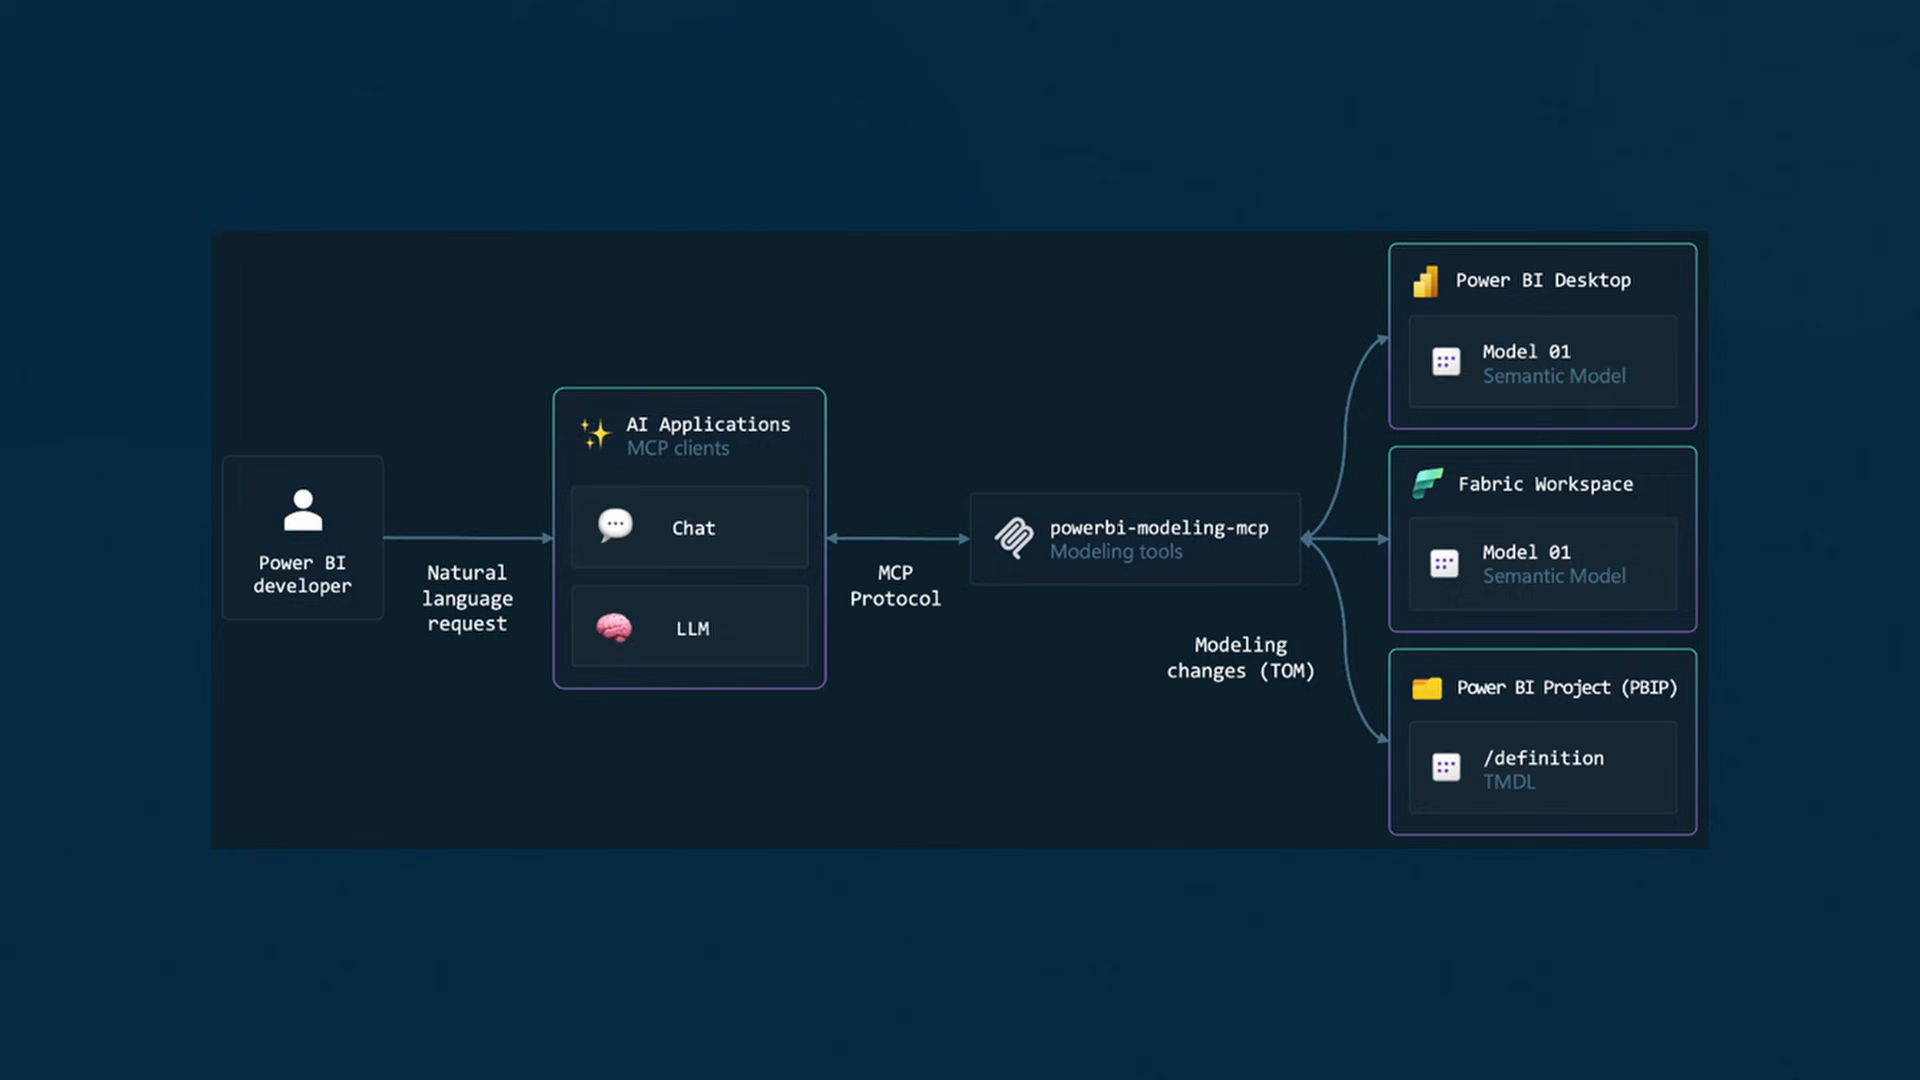 Power BI
developer
Natural
language
request
AI Applications
MCP clients
Chat
LLM
MCP
Protocol
powerbi-modeling-mcp
Modeling tools
Modeling
changes (TOM)
Power BI Desktop
Model 01
Semantic Model
Fabric Workspace
Model 01
Semantic Model
Power BI Project (PBIP)
/definition
TMDL